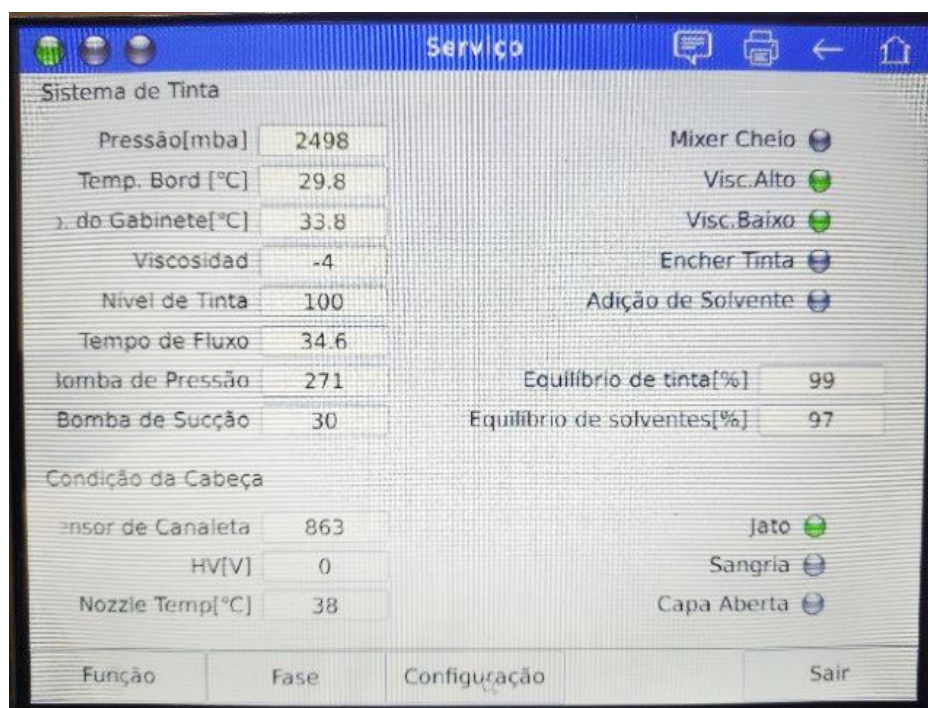 Serviço
Sistema de Tinta
Pressão[mba] 2498 Mixer Cheio
Temp. Bord [°C] 29.8 Visc.Alto
. do Gabinete[°C] 33.8 Visc.Baixo
Viscosidad -4 Encher Tinta
Nível de Tinta 100 Adição de Solvente
Tempo de Fluxo 34.6
omba de Pressão 271 Equilíbrio de tinta[%] 99
Bomba de Sucção 30 Equilíbrio de solventes[%] 97
Condição da Cabeça
ensor de Canaleta 863 Jato
HV[V] 0 Sangria
Nozzle Temp[°C] 38 Capa Aberta
Função Fase Configuração Sair